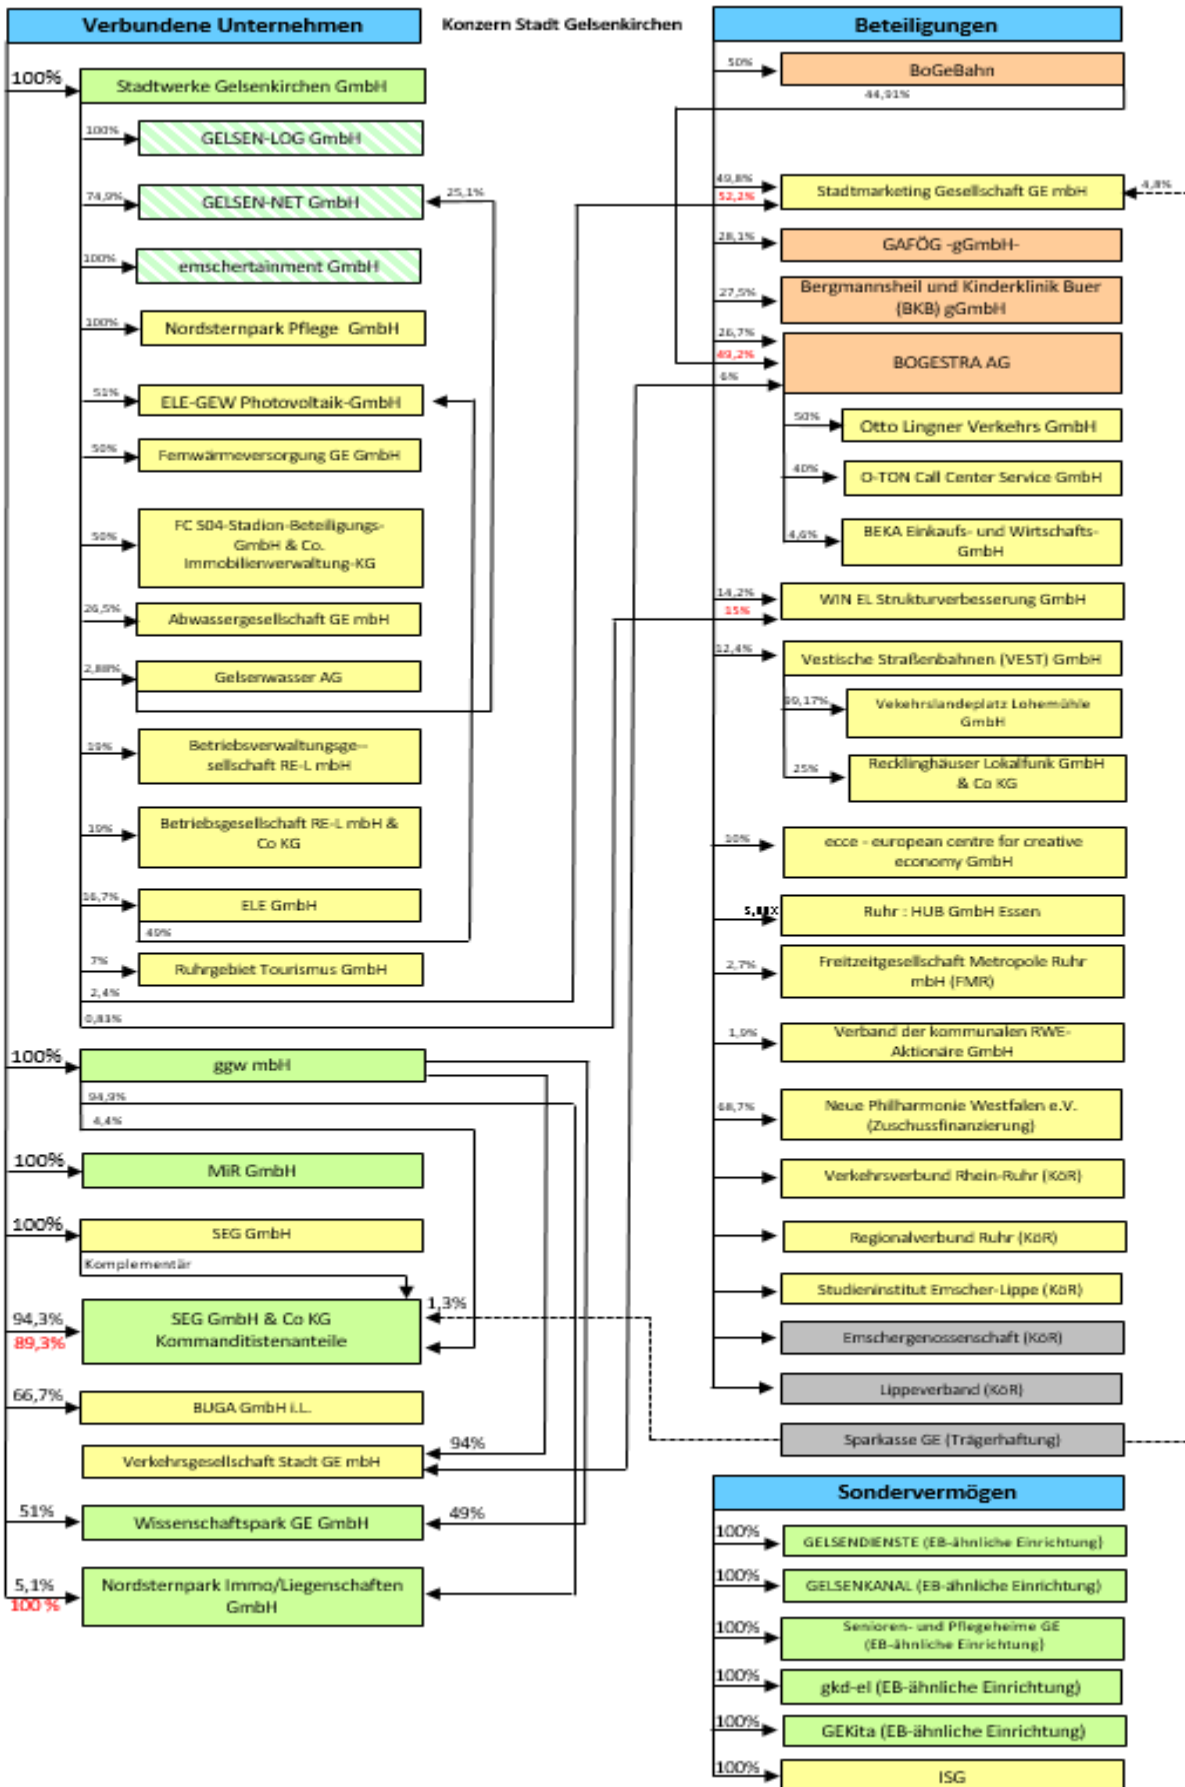 Verbundene Unternehmen
100%
Stadtwerke Gelsenkirchen GmbH
100%
GELSEN-LOG GmbH
74,9%
GELSEN-NET GmbH
25,1%
100%
emschertainment GmbH
100%
Nordsternpark Pflege GmbH
51%
ELE-GEW Photovoltaik-GmbH
50%
Fernwärmeversorgung GE GmbH
50%
FC S04-Stadion-Beteiligungs-
GmbH & Co.
Immobilienverwaltung-KG
26,5%
Abwassergesellschaft GE mbH
2,88%
Gelsenwasser AG
19%
Betriebsverwaltungsge--
sellschaft RE-L mbH
19%
Betriebsgesellschaft RE-L mbH &
Co KG
16,7%
ELE GmbH
49%
7%
Ruhrgebiet Tourismus GmbH
2,4%
0,83%
100%
ggw mbH
94,9%
4,4%
100%
MiR GmbH
100%
SEG GmbH
Komplementär
94,3%
89,3%
SEG GmbH & Co KG
Kommanditistenanteile
1,3%
66,7%
BUGA GmbH i.L.
Verkehrsgesellschaft Stadt GE mbH
94%
51%
Wissenschaftspark GE GmbH
49%
5,1%
100 %
Nordsternpark Immo/Liegenschaften
GmbH
Konzern Stadt Gelsenkirchen
Beteiligungen
50%
BoGeBahn
44,91%
49,8%
52,2%
Stadtmarketing Gesellschaft GE mbH
4,8%
28,1%
GAFÖG -gGmbH-
27,5%
Bergmannsheil und Kinderklinik Buer
(BKB) gGmbH
26,7%
49,2%
6%
BOGESTRA AG
50%
Otto Lingner Verkehrs GmbH
40%
O-TON Call Center Service GmbH
4,6%
BEKA Einkaufs- und Wirtschafts-
GmbH
14,2%
15%
WIN EL Strukturverbesserung GmbH
12,4%
Vestische Straßenbahnen (VEST) GmbH
99,17%
Vekehrslandeplatz Lohemühle
GmbH
25%
Recklinghäuser Lokalfunk GmbH
& Co KG
10%
ecce - european centre for creative
economy GmbH
Ruhr : HUB GmbH Essen
2,7%
Freitzeitgesellschaft Metropole Ruhr
mbH (FMR)
1,9%
Verband der kommunalen RWE-
Aktionäre GmbH
68,7%
Neue Philharmonie Westfalen e.V.
(Zuschussfinanzierung)
Verkehrsverbund Rhein-Ruhr (KöR)
Regionalverbund Ruhr (KöR)
Studieninstitut Emscher-Lippe (KöR)
Emschergenossenschaft (KöR)
Lippeverband (KöR)
Sparkasse GE (Trägerhaftung)
Sondervermögen
100%
GELSENDIENSTE (EB-ähnliche Einrichtung)
100%
GELSENKANAL (EB-ähnliche Einrichtung)
100%
Senioren- und Pflegeheime GE
(EB-ähnliche Einrichtung)
100%
gkd-el (EB-ähnliche Einrichtung)
100%
GEKita (EB-ähnliche Einrichtung)
100%
ISG